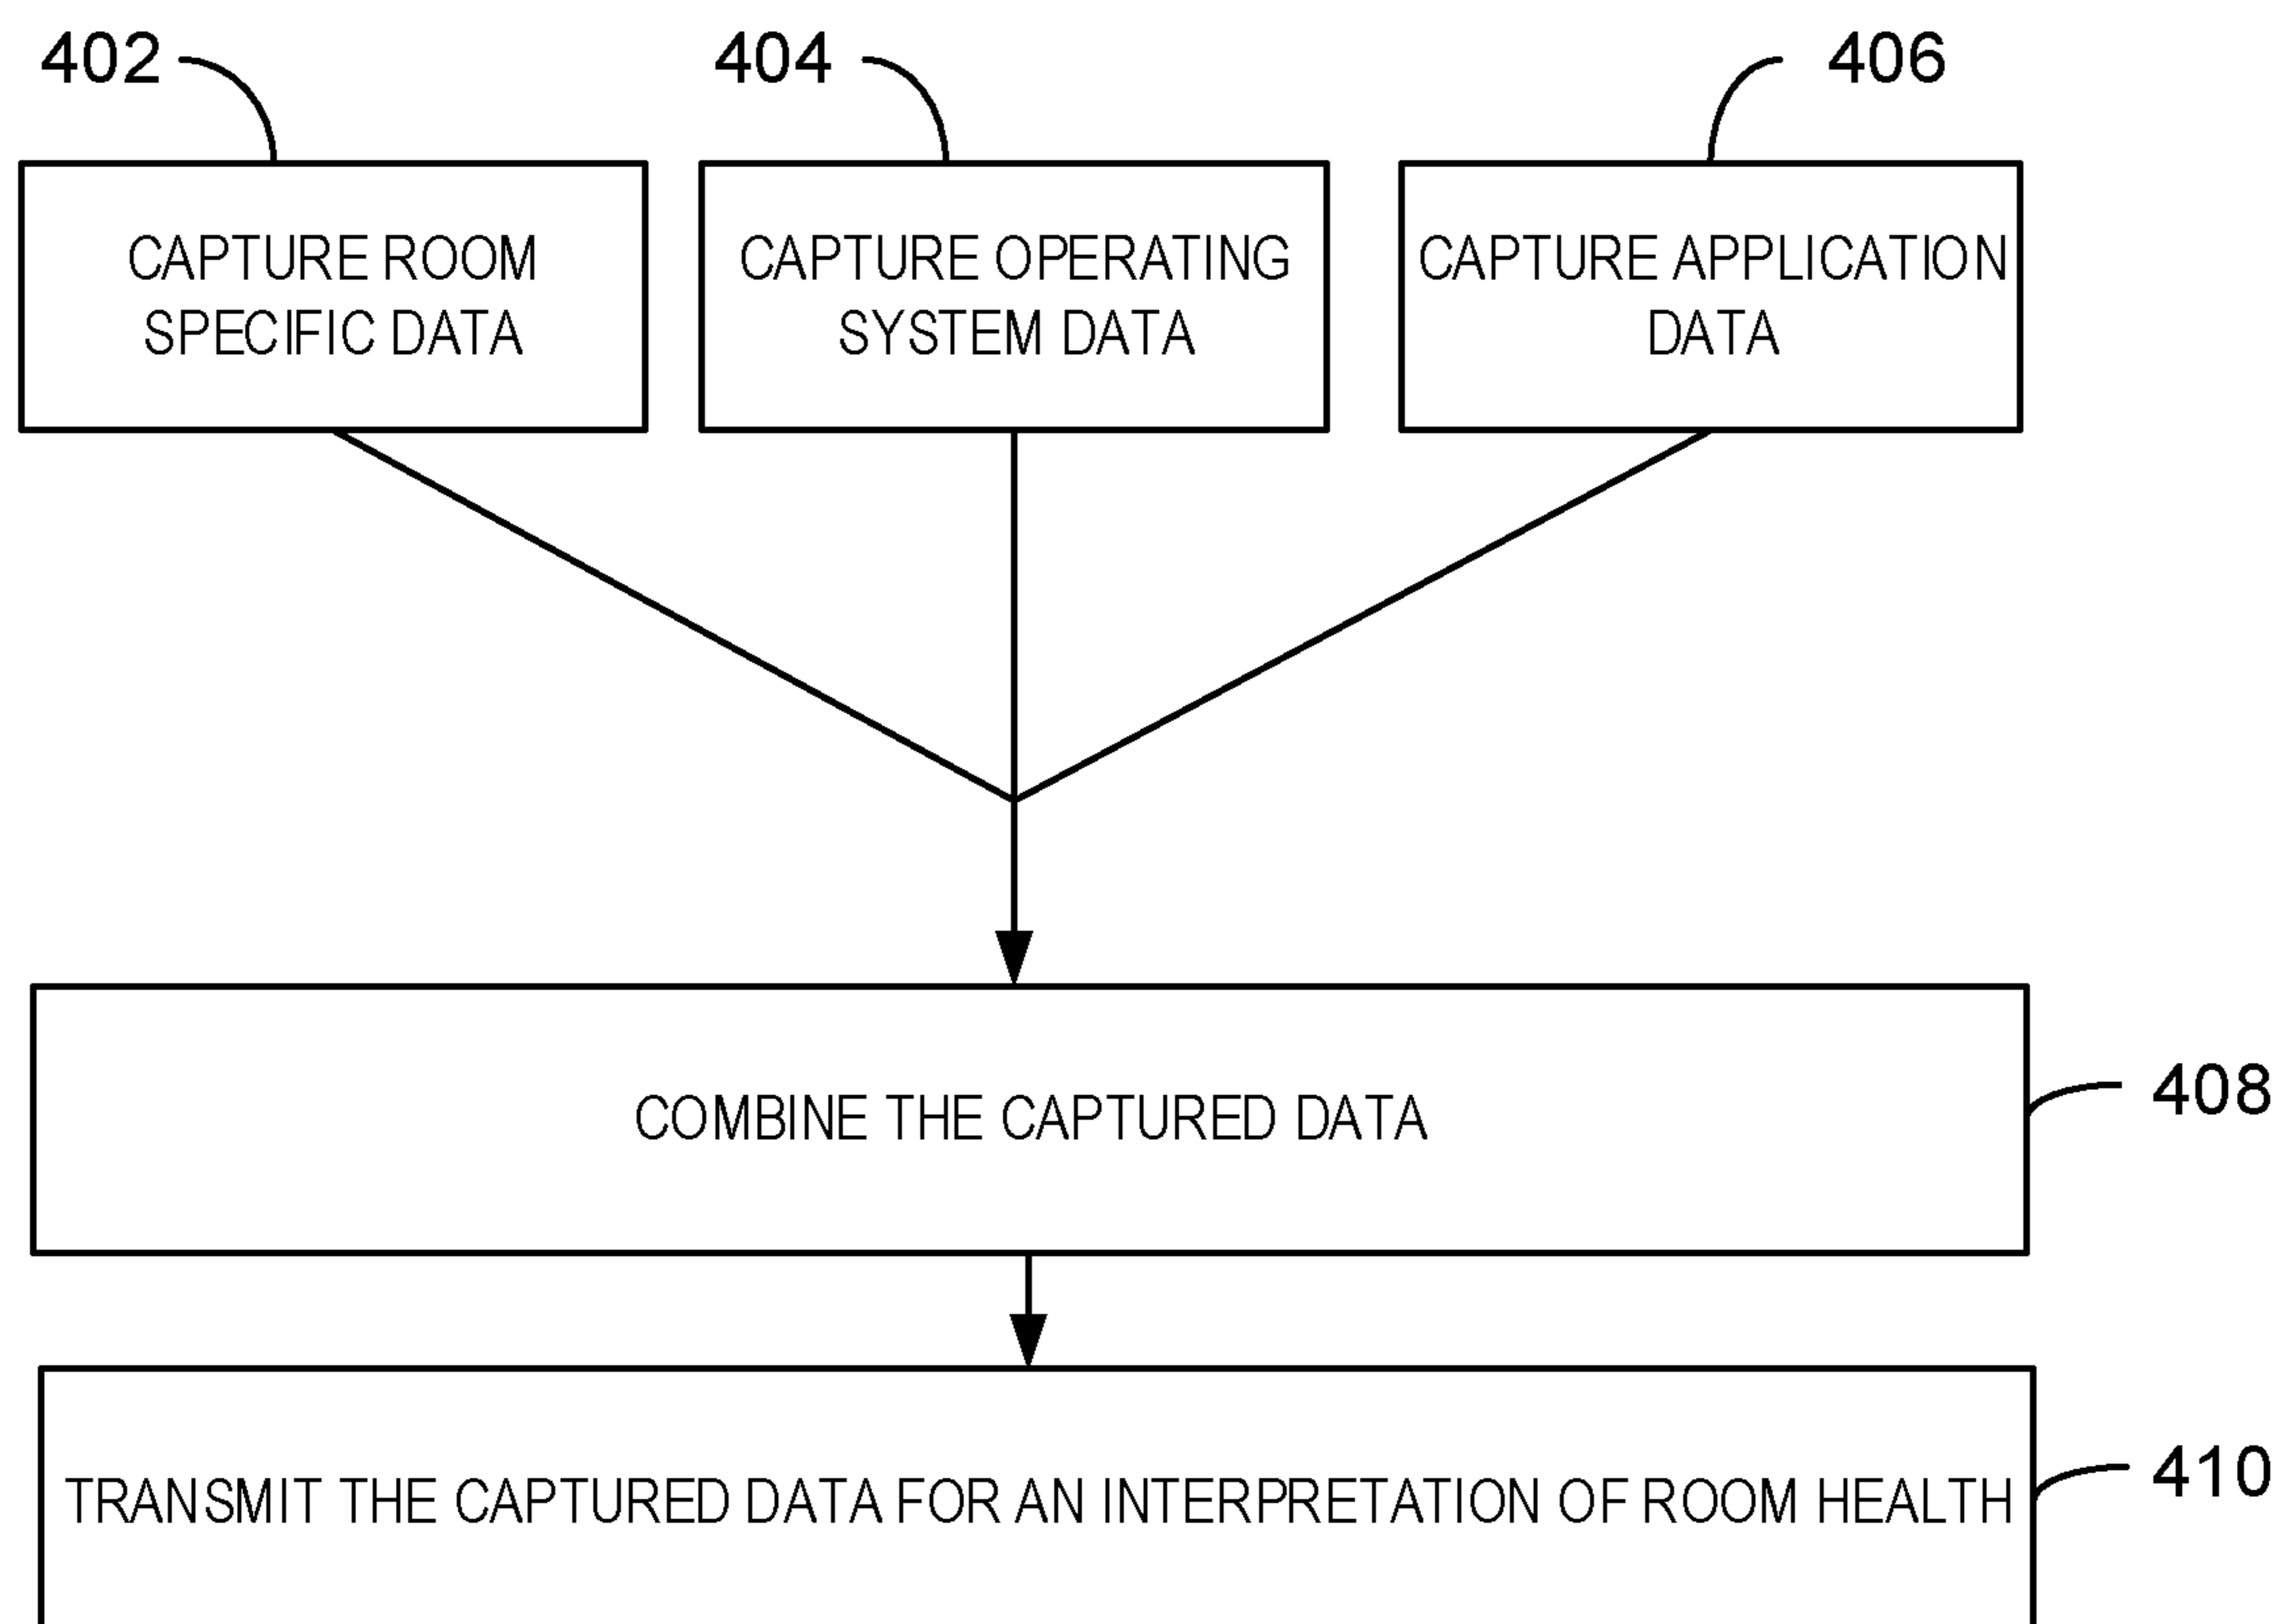 402
404
406
CAPTURE ROOM
SPECIFIC DATA
CAPTURE OPERATING
SYSTEM DATA
CAPTURE APPLICATION
DATA
COMBINE THE CAPTURED DATA
408
TRANSMIT THE CAPTURED DATA FOR AN INTERPRETATION OF ROOM HEALTH
410